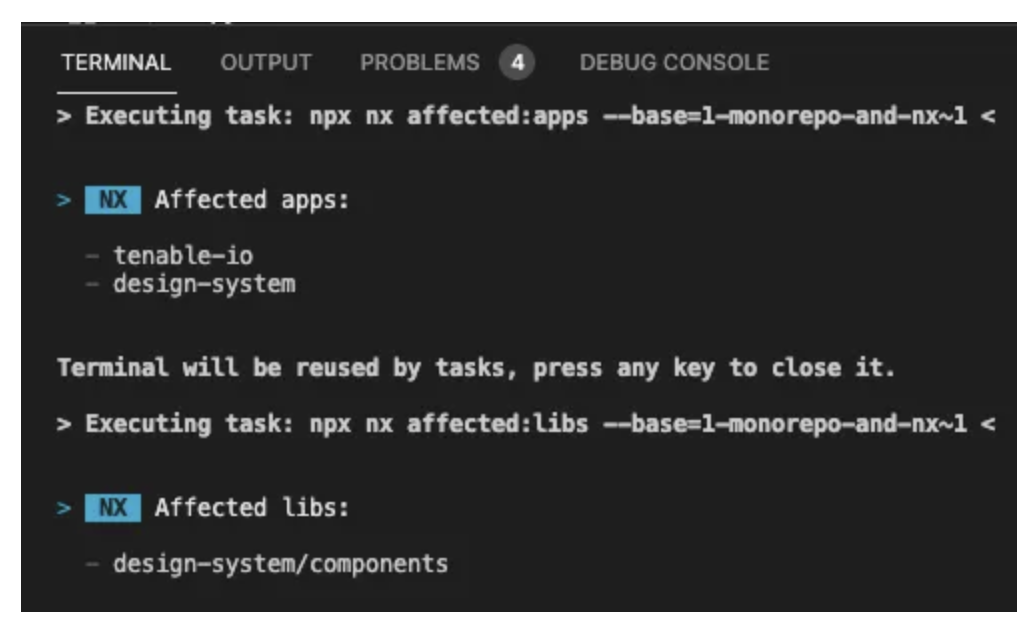 TERMINAL OUTPUT PROBLEMS 4 DEBUG CONSOLE
> Executing task: npx nx affected:apps --base=1-monorepo-and-nx~1 <
> NX Affected apps:
- tenable-io
- design-system
Terminal will be reused by tasks, press any key to close it.
> Executing task: npx nx affected:libs --base=1-monorepo-and-nx~1 <
> NX Affected libs:
- design-system/components